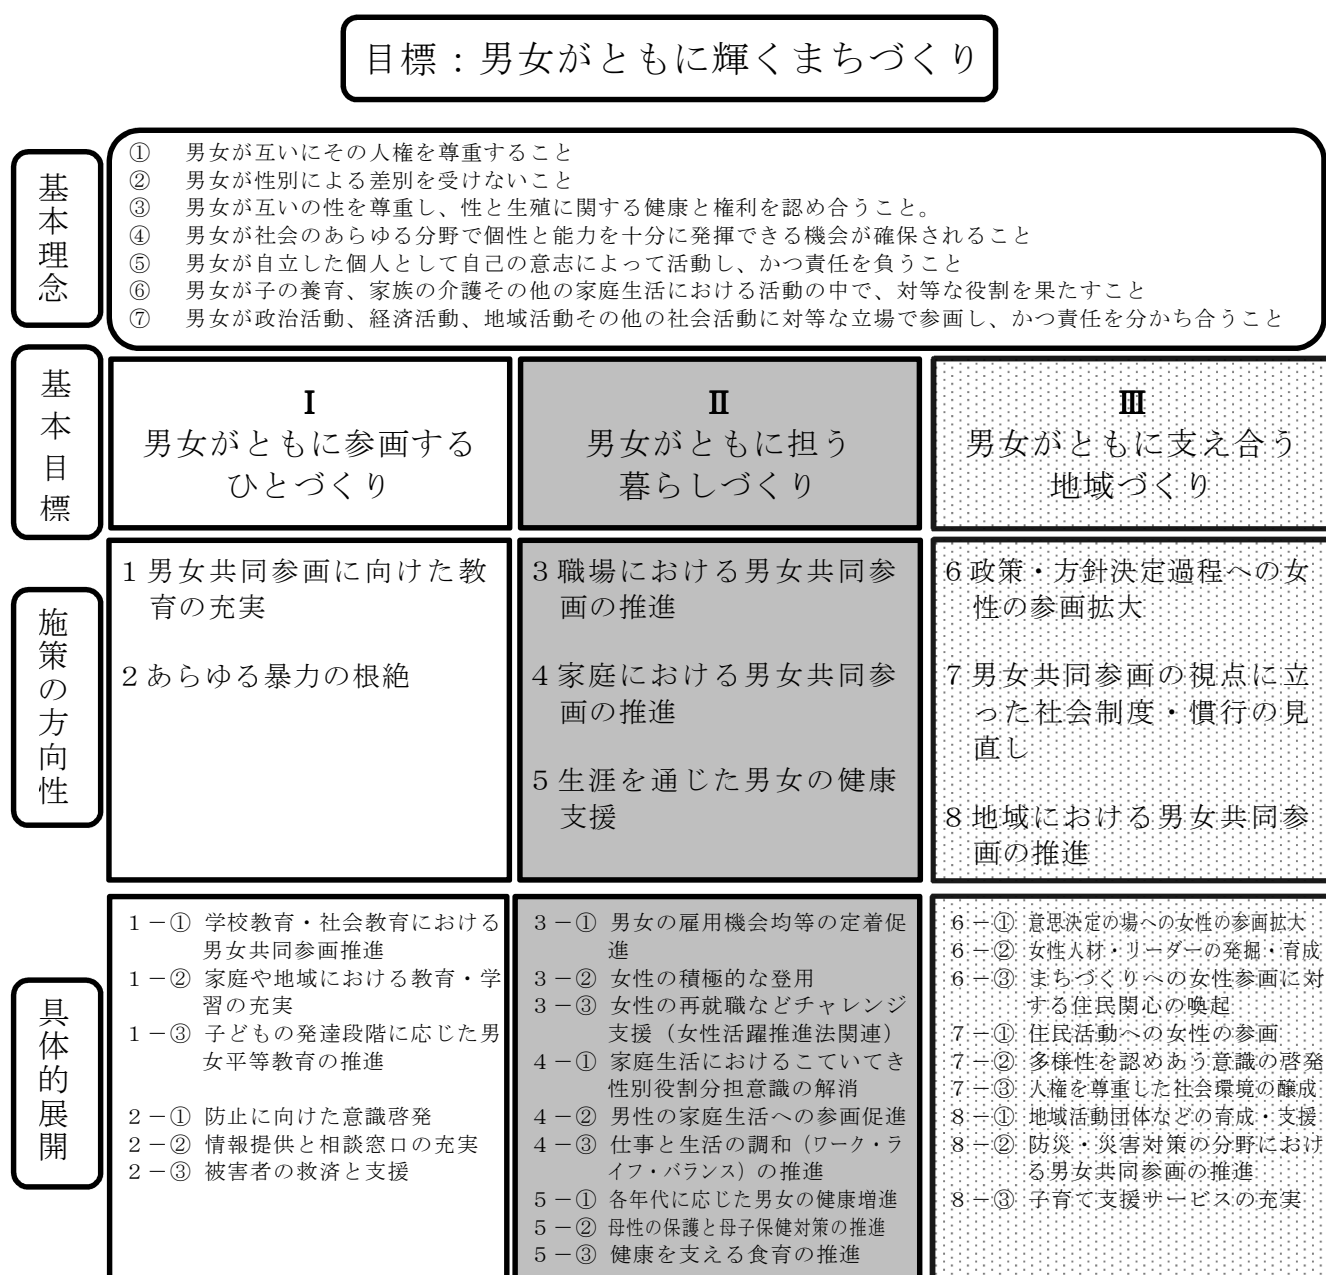 目標：男女がともに輝くまちづくり
基本理念
① 男女が互いにその人権を尊重すること
② 男女が性別による差別を受けないこと
③ 男女が互いの性を尊重し、性と生殖に関する健康と権利を認め合うこと。
④ 男女が社会のあらゆる分野で個性と能力を十分に発揮できる機会が確保されること
⑤ 男女が自立した個人として自己の意志によって活動し、かつ責任を負うこと
⑥ 男女が子の養育、家族の介護その他の家庭生活における活動の中で、対等な役割を果たすこと
⑦ 男女が政治活動、経済活動、地域活動その他の社会活動に対等な立場で参画し、かつ責任を分かち合うこと
基本目標
Ⅰ
男女がともに参画する
ひとづくり
Ⅱ
男女がともに担う
暮らしづくり
Ⅲ
男女がともに支え合う
地域づくり
施策の方向性
１男女共同参画に向けた教
育の充実
２あらゆる暴力の根絶
３職場における男女共同参
画の推進
４家庭における男女共同参
画の推進
５生涯を通じた男女の健康
支援
６政策・方針決定過程への女
性の参画拡大
７男女共同参画の視点に立
った社会制度・慣行の見
直し
８地域における男女共同参
画の推進
具体的展開
１－① 学校教育・社会教育における
男女共同参画推進
１－② 家庭や地域における教育・学
習の充実
１－③ 子どもの発達段階に応じた男
女平等教育の推進
２－① 防止に向けた意識啓発
２－② 情報提供と相談窓口の充実
２－③ 被害者の救済と支援
３－① 男女の雇用機会均等の定着促
進
３－② 女性の積極的な登用
３－③ 女性の再就職などチャレンジ
支援（女性活躍推進法関連）
４－① 家庭生活におけるこていてき
性別役割分担意識の解消
４－② 男性の家庭生活への参画促進
４－③ 仕事と生活の調和（ワーク・ラ
イフ・バランス）の推進
５－① 各年代に応じた男女の健康増進
５－② 母性の保護と母子保健対策の推進
５－③ 健康を支える食育の推進
６－① 意思決定の場への女性の参画拡大
６－② 女性人材・リーダーの発掘・育成
６－③ まちづくりへの女性参画に対
する住民関心の喚起
７－① 住民活動への女性の参画
７－② 多様性を認めあう意識の啓発
７－③ 人権を尊重した社会環境の醸成
８－① 地域活動団体などの育成・支援
８－② 防災・災害対策の分野におけ
る男女共同参画の推進
８－③ 子育て支援サービスの充実